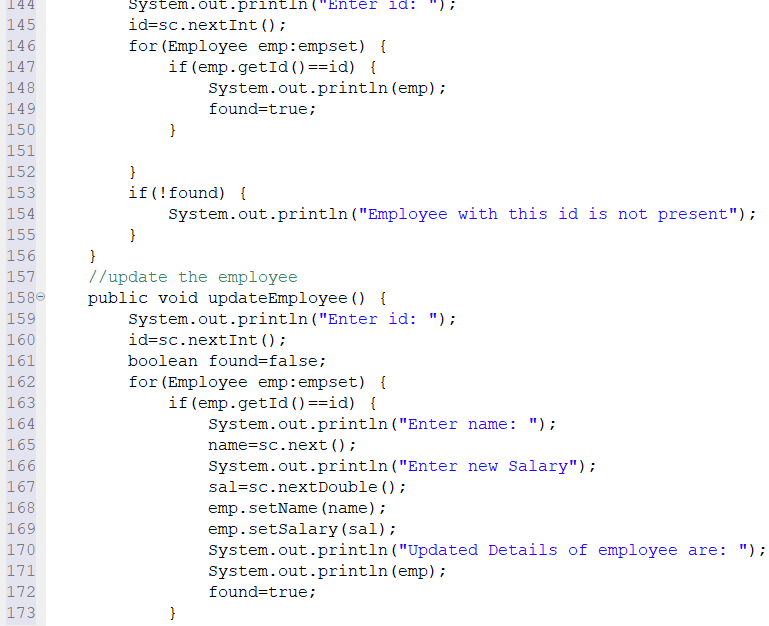 144 System.out.println("Enter id: ");
145 id=sc.nextInt();
146 for(Employee emp:empset) {
147 if(emp.getId()==id) {
148 System.out.println(emp);
149 found=true;
150 }
151
152 }
153 if(!found) {
154 System.out.println("Employee with this id is not present");
155 }
156 }
157 //update the employee
158 public void updateEmployee() {
159 System.out.println("Enter id: ");
160 id=sc.nextInt();
161 boolean found=false;
162 for(Employee emp:empset) {
163 if(emp.getId()==id) {
164 System.out.println("Enter name: ");
165 name=sc.next();
166 System.out.println("Enter new Salary");
167 sal=sc.nextDouble();
168 emp.setName(name);
169 emp.setSalary(sal);
170 System.out.println("Updated Details of employee are: ");
171 System.out.println(emp);
172 found=true;
173 }